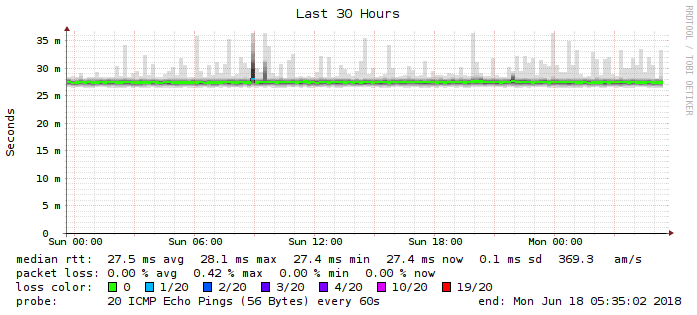 Last 30 Hours
RRDTOOL / TOBI OETIKER
Seconds
35 m
30 m
25 m
20 m
15 m
10 m
5 m
0
Sun 00:00 Sun 06:00 Sun 12:00 Sun 18:00 Mon 00:00
median rtt: 27.5 ms avg 28.1 ms max 27.4 ms min 27.4 ms now 0.1 ms sd 369.3 am/s
packet loss: 0.00 % avg 0.42 % max 0.00 % min 0.00 % now
loss color: 0 1/20 2/20 3/20 4/20 10/20 19/20
probe: 20 ICMP Echo Pings (56 Bytes) every 60s end: Mon Jun 18 05:35:02 2018